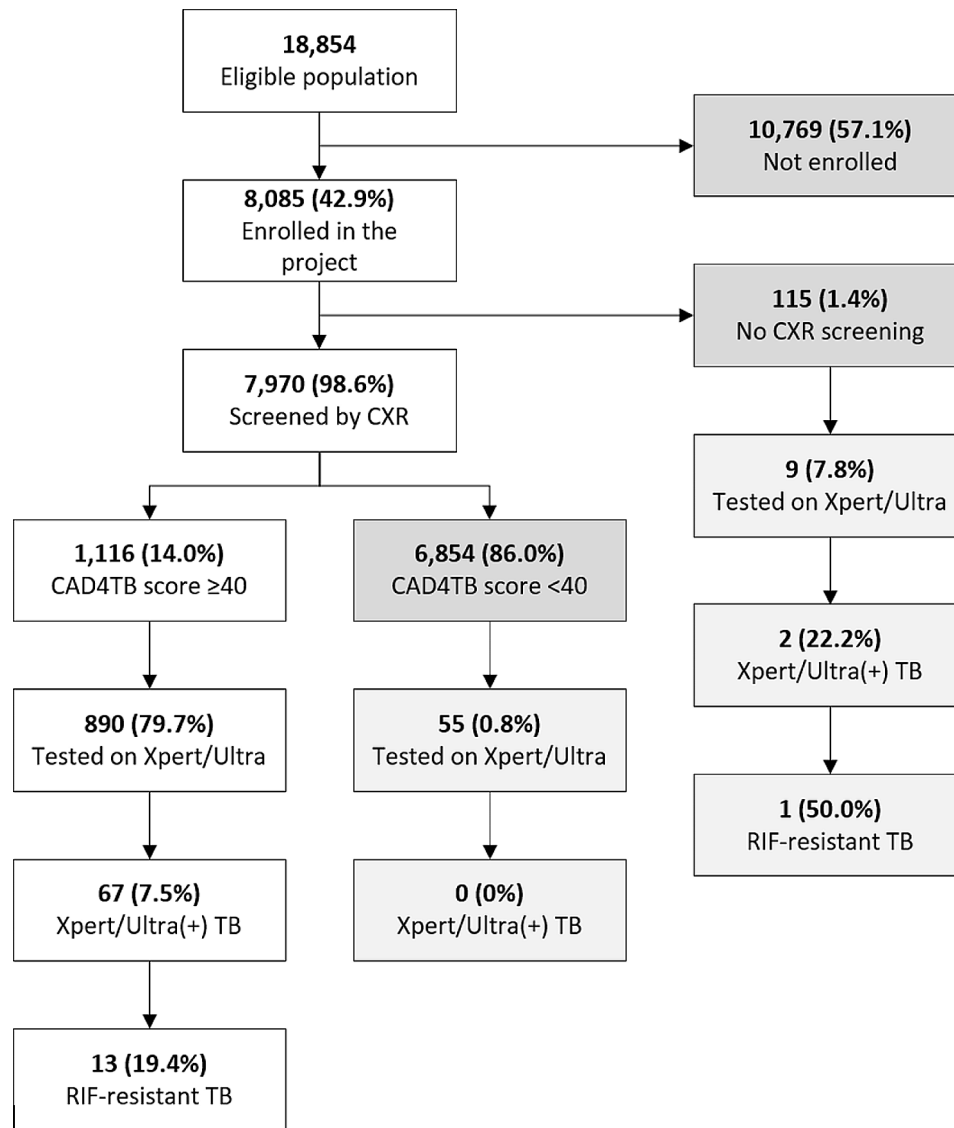 18,854
Eligible population
10,769 (57.1%)
Not enrolled
8,085 (42.9%)
Enrolled in the
project
115 (1.4%)
No CXR screening
7,970 (98.6%)
Screened by CXR
9 (7.8%)
Tested on Xpert/Ultra
1,116 (14.0%)
CAD4TB score ≥40
6,854 (86.0%)
CAD4TB score <40
2 (22.2%)
Xpert/Ultra(+) TB
890 (79.7%)
Tested on Xpert/Ultra
55 (0.8%)
Tested on Xpert/Ultra
1 (50.0%)
RIF-resistant TB
67 (7.5%)
Xpert/Ultra(+) TB
0 (0%)
Xpert/Ultra(+) TB
13 (19.4%)
RIF-resistant TB